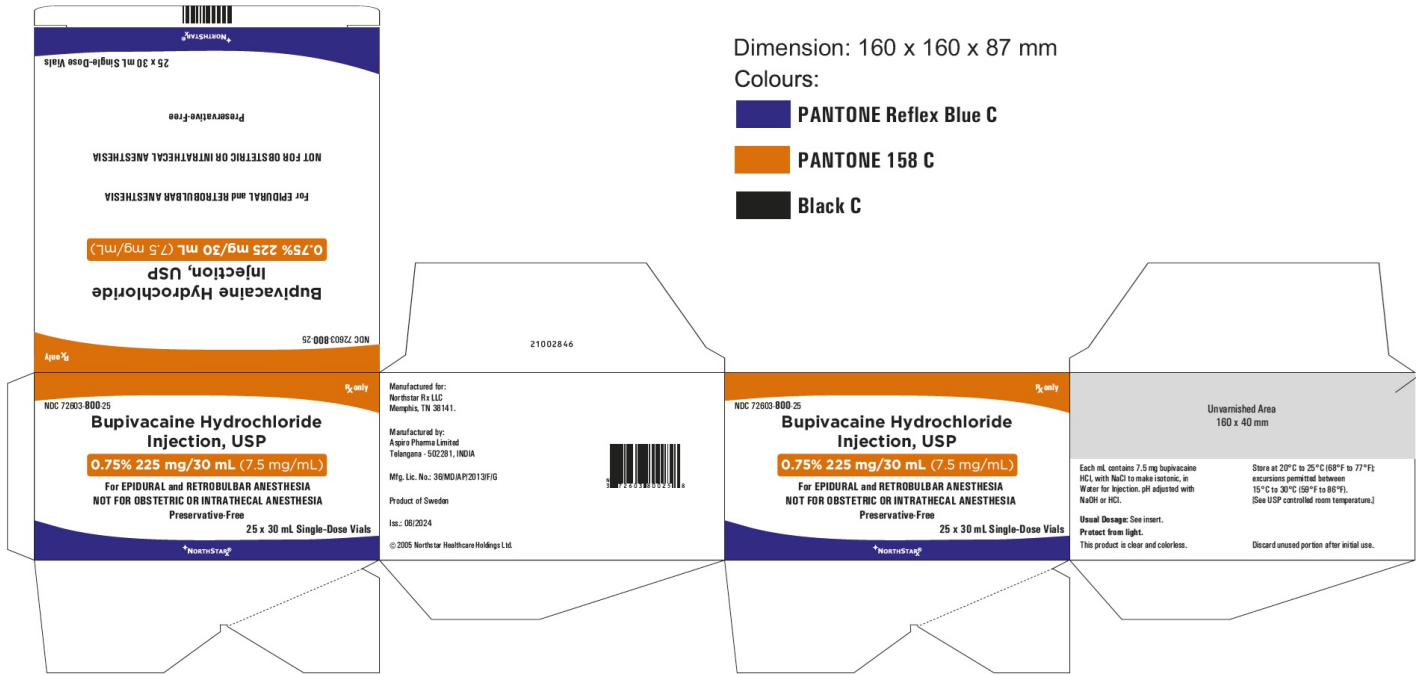 +NORTHSTARx®
25 x 30 mL Single-Dose Vials
Preservative-Free
NOT FOR OBSTETRIC OR INTRATHECAL ANESTHESIA
For EPIDURAL and RETROBULBAR ANESTHESIA
0.75% 225 mg/30 mL (7.5 mg/mL)
Bupivacaine Hydrochloride
Injection, USP
NDC 72603-800-25
Rx only
Dimension: 160 x 160 x 87 mm
Colours:
PANTONE Reflex Blue C
PANTONE 158 C
Black C
21002846
Rx only
NDC 72603-800-25
Bupivacaine Hydrochloride
Injection, USP
0.75% 225 mg/30 mL (7.5 mg/mL)
For EPIDURAL and RETROBULBAR ANESTHESIA
NOT FOR OBSTETRIC OR INTRATHECAL ANESTHESIA
Preservative-Free
25 x 30 mL Single-Dose Vials
+NORTHSTARx®
Manufactured for:
Northstar Rx LLC
Memphis, TN 38141.
Manufactured by:
Aspiro Pharma Limited
Telangana - 502281, INDIA
Mfg. Lic. No.: 36/MD/AP/2013/F/G
Product of Sweden
Iss.: 06/2024
© 2005 Northstar Healthcare Holdings Ltd.
N
3 72603 80025 8
Rx only
NDC 72603-800-25
Bupivacaine Hydrochloride
Injection, USP
0.75% 225 mg/30 mL (7.5 mg/mL)
For EPIDURAL and RETROBULBAR ANESTHESIA
NOT FOR OBSTETRIC OR INTRATHECAL ANESTHESIA
Preservative-Free
25 x 30 mL Single-Dose Vials
+NORTHSTARx®
Unvarnished Area
160 x 40 mm
Each mL contains 7.5 mg bupivacaine
HCl, with NaCl to make isotonic, in
Water for Injection. pH adjusted with
NaOH or HCl.
Usual Dosage: See insert.
Protect from light.
This product is clear and colorless.
Store at 20°C to 25°C (68°F to 77°F);
excursions permitted between
15°C to 30°C (59°F to 86°F).
[See USP controlled room temperature.]
Discard unused portion after initial use.